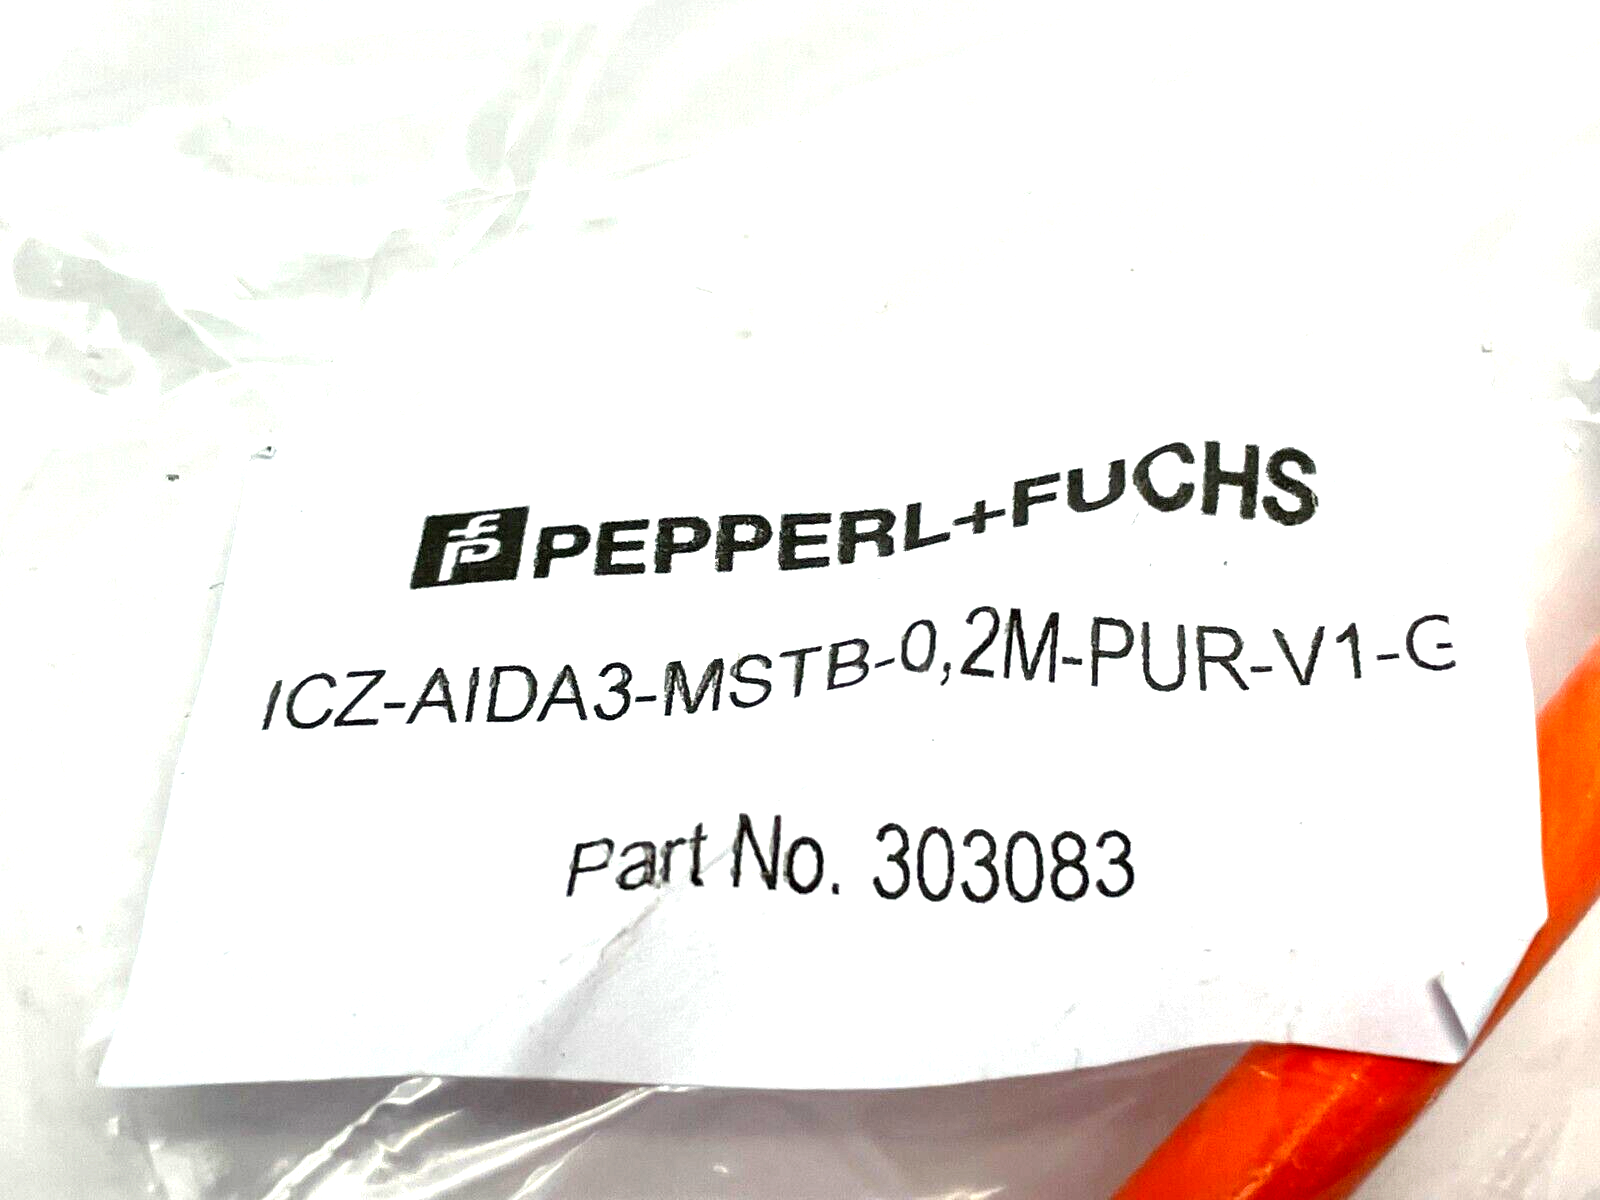 PEPPERL+FUCHS
ICZ-AIDA3-MSTB-0,2M-PUR-V1-G
Part No. 303083